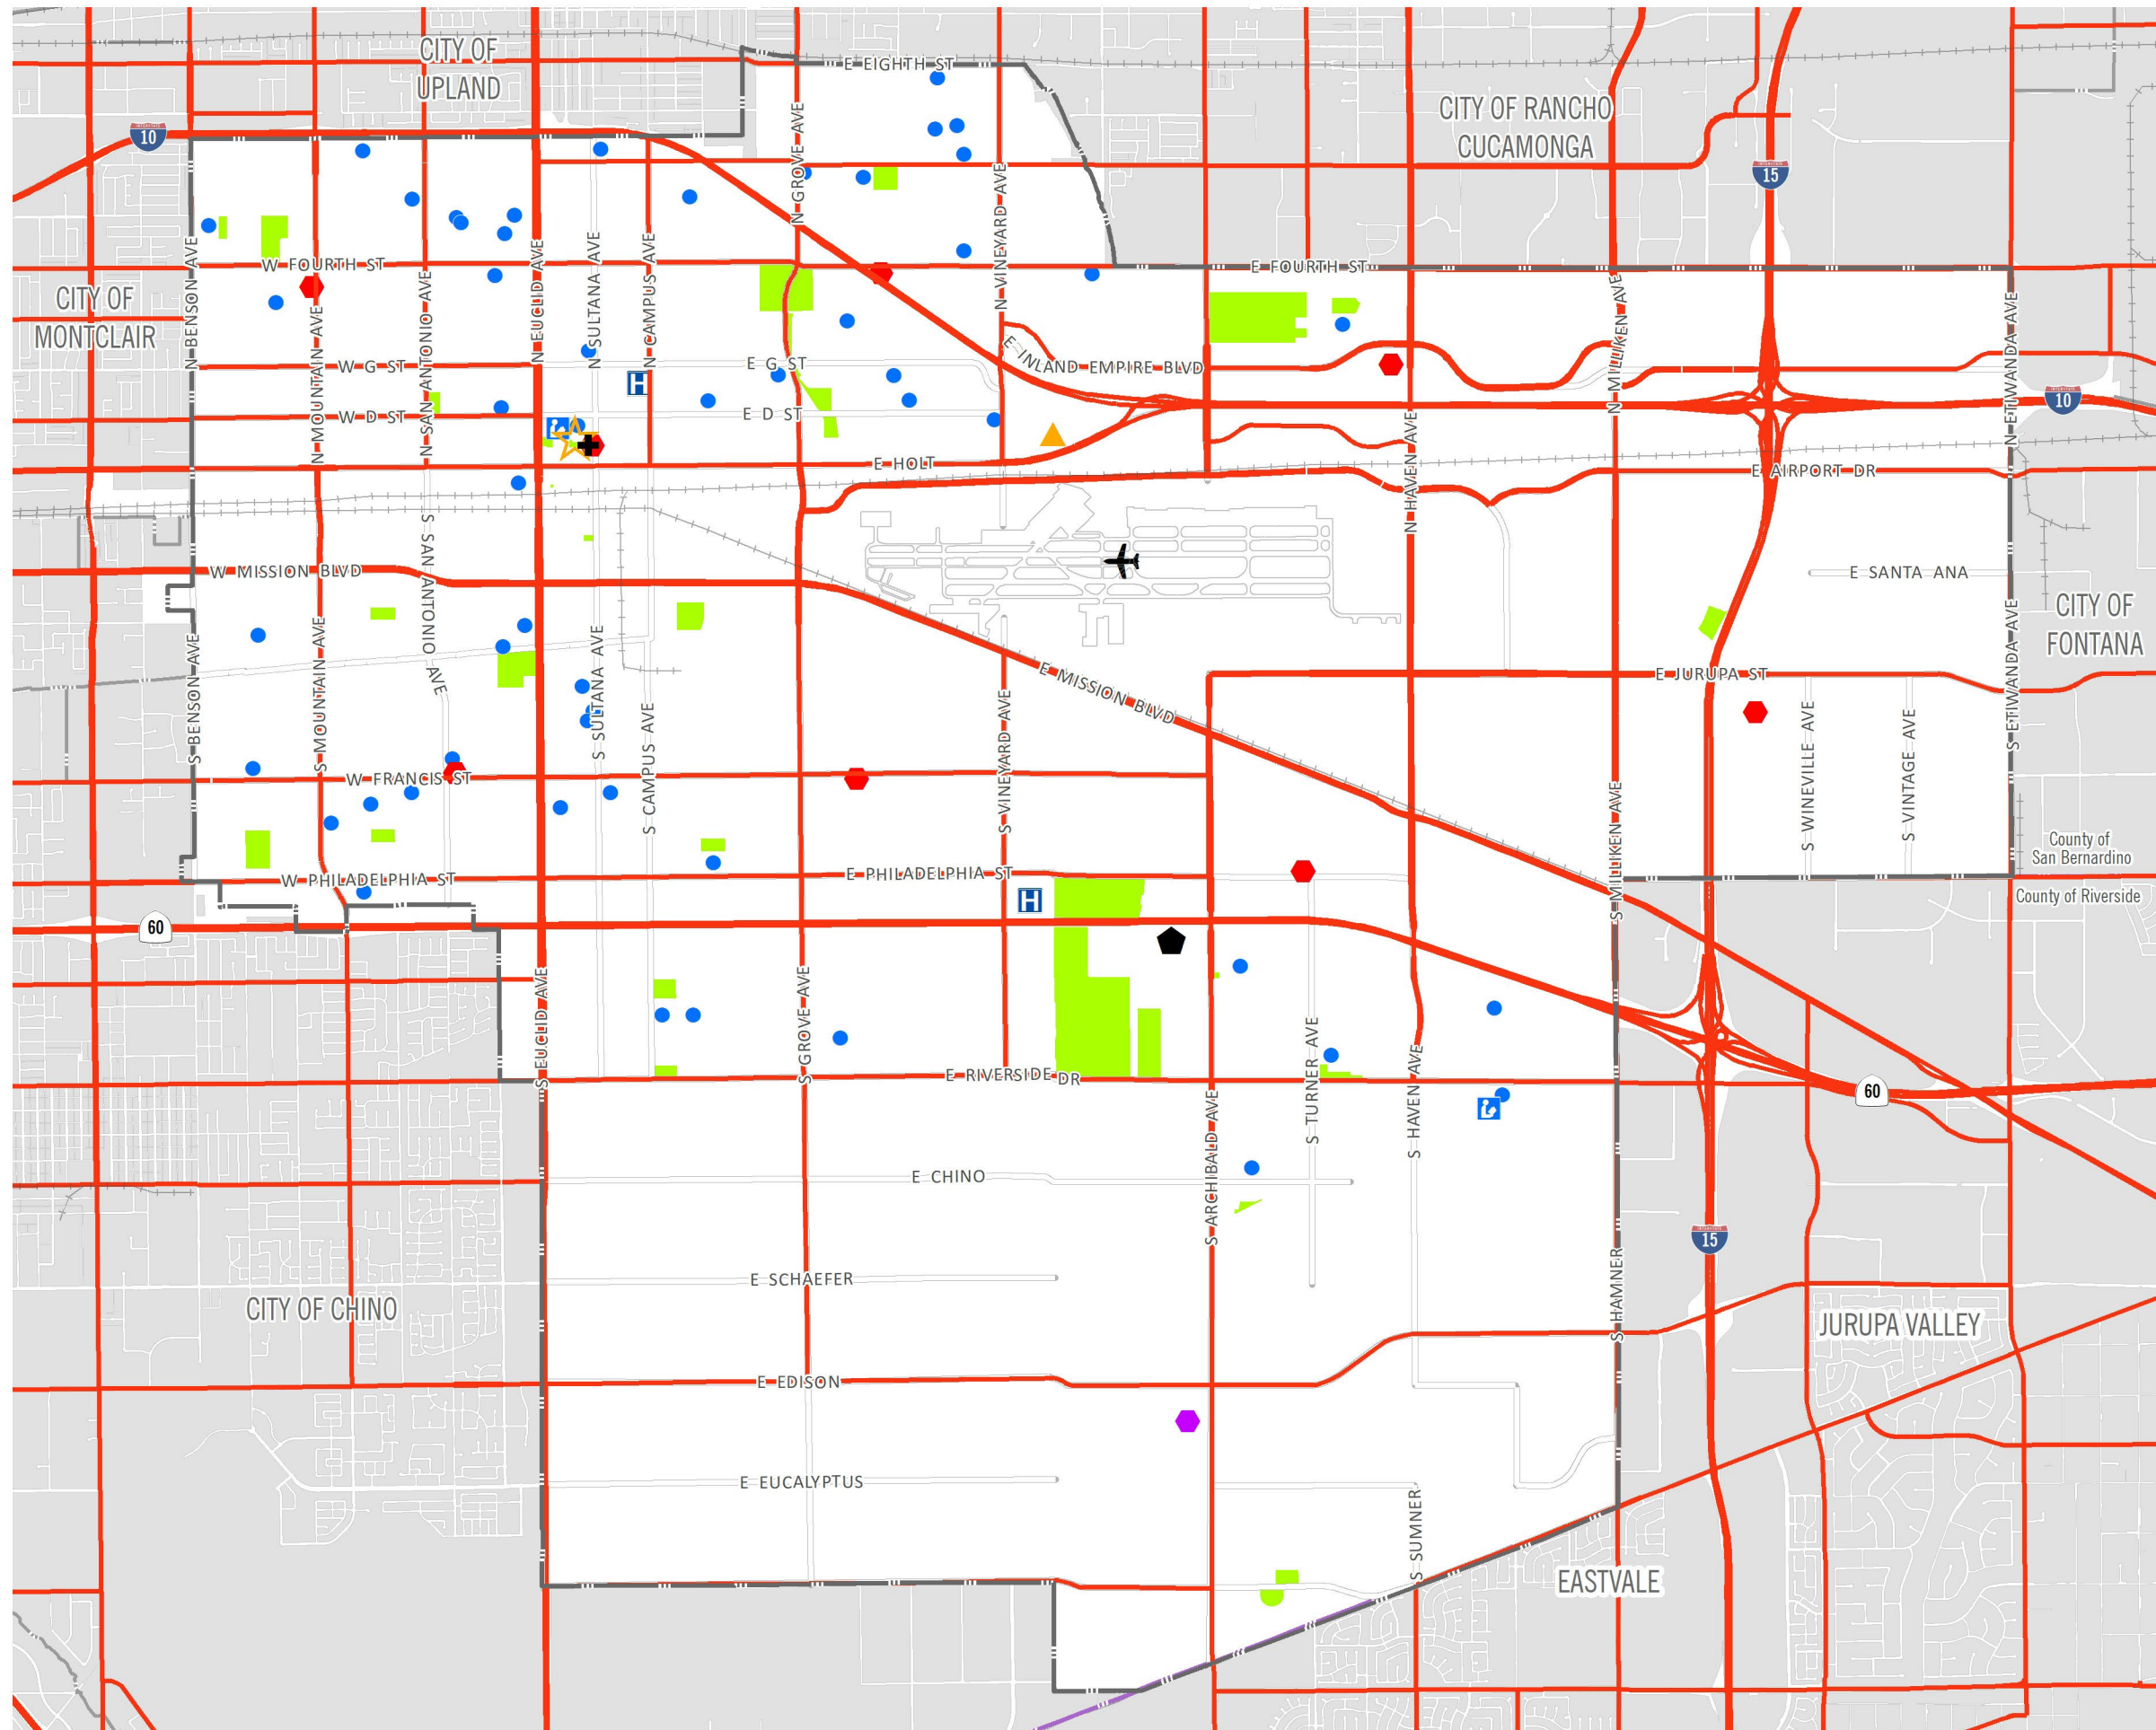 CITY OF
UPLAND
E EIGHTH ST
CITY OF RANCHO
CUCAMONGA
10
15
N GROVE AVE
N VINEYARD AVE
W FOURTH ST
E FOURTH ST
CITY OF
MONTCLAIR
N BENSON AVE
N MOUNTAIN AVE
N SAN ANTONIO AVE
N EUCLID AVE
N SULTANA AVE
N CAMPUS AVE
N MILLIKEN AVE
N ETIWANDA AVE
W G ST
E G ST
E INLAND EMPIRE BLVD
H
10
W D ST
E D ST
N HAVEN AVE
E HOLT
E AIRPORT DR
W MISSION BLVD
E SANTA ANA
S SAN ANTONIO AVE
CITY OF
FONTANA
S BENSON AVE
S MOUNTAIN AVE
S SULTANA AVE
S CAMPUS AVE
S VINEYARD AVE
E MISSION BLVD
E JURUPA ST
S ETIWANDA AVE
S WINEVILLE AVE
S VINTAGE AVE
W FRANCIS ST
S MILLIKEN AVE
County of
San Bernardino
W PHILADELPHIA ST
E PHILADELPHIA ST
County of Riverside
H
60
S EUCLID AVE
S GROVE AVE
S TURNER AVE
S HAVEN AVE
E RIVERSIDE DR
60
S ARCHIBALD AVE
E CHINO
15
E SCHAEFER
S HAMNER
CITY OF CHINO
JURUPA VALLEY
E EDISON
E EUCALYPTUS
S SUMNER
EASTVALE